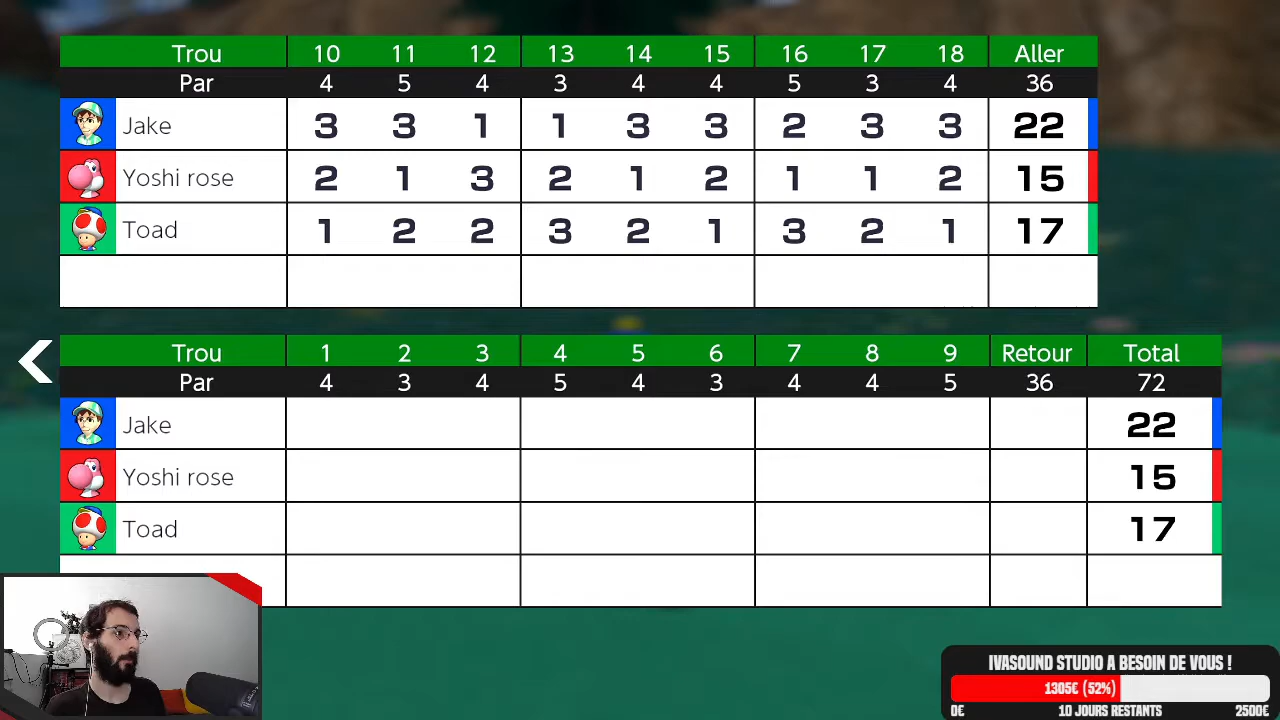 Trou 10 11 12 13 14 15 16 17 18 Aller
Par 4 5 4 3 4 4 5 3 4 36
Jake 3 3 1 1 3 3 2 3 3 22
Yoshi rose 2 1 3 2 1 2 1 1 2 15
Toad 1 2 2 3 2 1 3 2 1 17
Trou 1 2 3 4 5 6 7 8 9 Retour Total
Par 4 3 4 5 4 3 4 4 5 36 72
Jake 22
Yoshi rose 15
Toad 17
IVASOUND STUDIO A BESOIN DE VOUS !
1305€ (52%)
0€ 10 JOURS RESTANTS 2500€